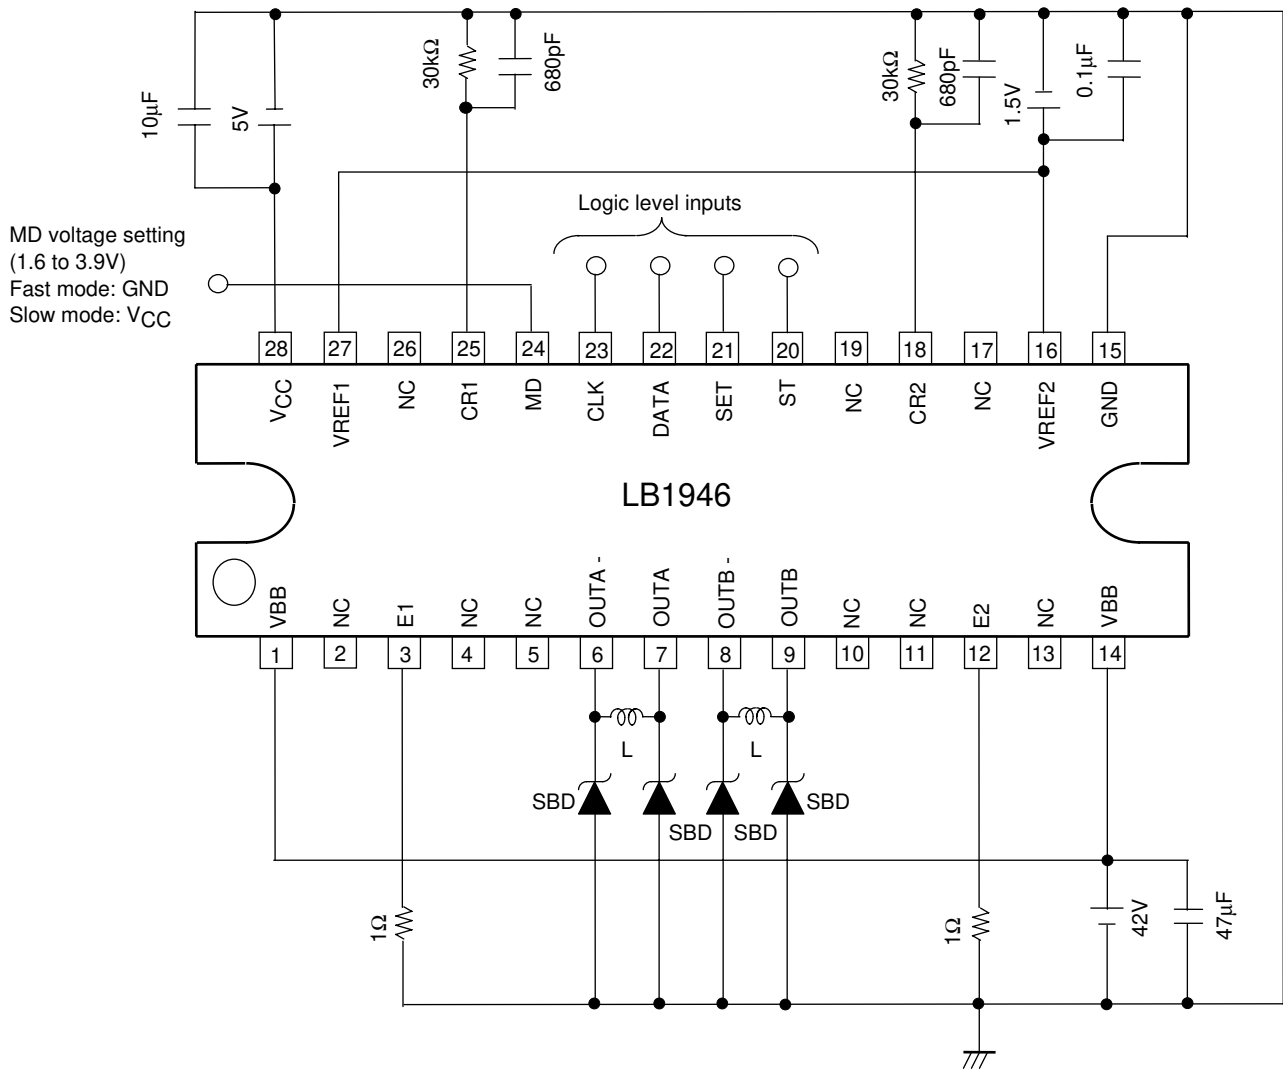 10µF
5V
30kΩ
680pF
30kΩ
680pF
1.5V
0.1µF
MD voltage setting
(1.6 to 3.9V)
Fast mode: GND
Slow mode: VCC
Logic level inputs
28 27 26 25 24 23 22 21 20 19 18 17 16 15
VCC VREF1 NC CR1 MD CLK DATA SET ST NC CR2 NC VREF2 GND
LB1946
VBB NC E1 NC NC OUTA - OUTA OUTB - OUTB NC NC E2 NC VBB
1 2 3 4 5 6 7 8 9 10 11 12 13 14
L L
SBD SBD SBD SBD
1Ω 1Ω 42V 47µF